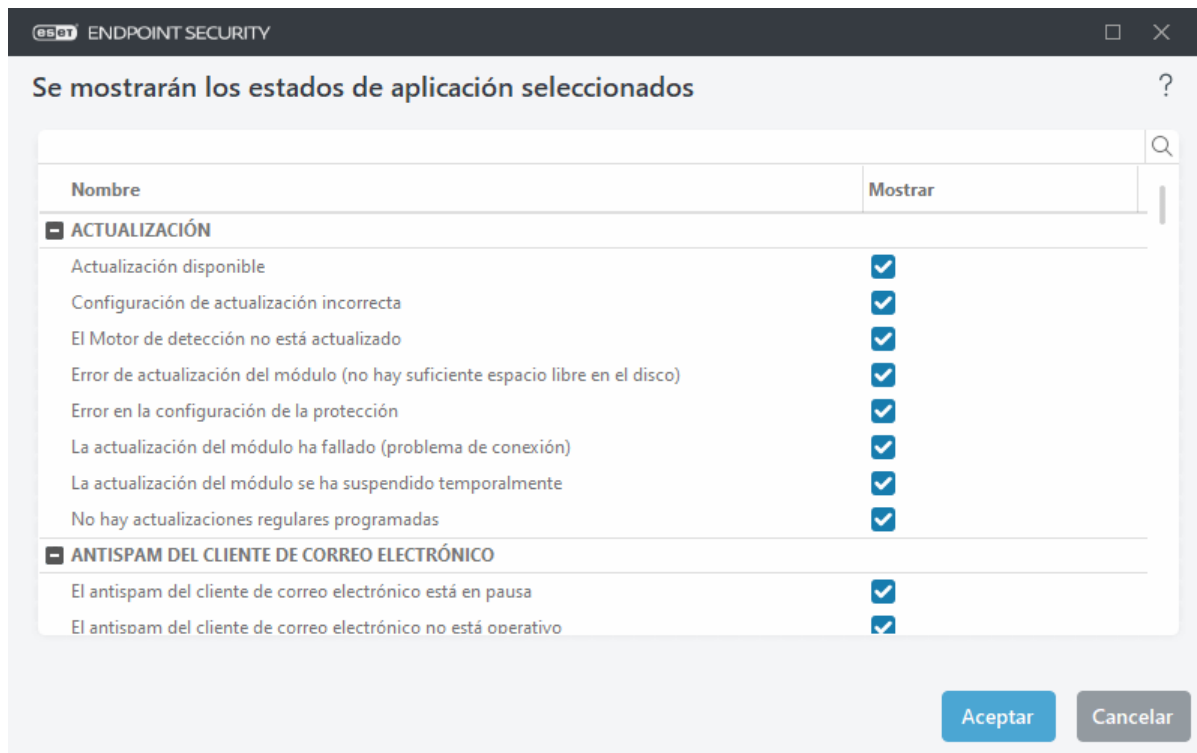 eset ENDPOINT SECURITY
Se mostrarán los estados de aplicación seleccionados
?
Nombre Mostrar
ACTUALIZACIÓN
Actualización disponible
Configuración de actualización incorrecta
El Motor de detección no está actualizado
Error de actualización del módulo (no hay suficiente espacio libre en el disco)
Error en la configuración de la protección
La actualización del módulo ha fallado (problema de conexión)
La actualización del módulo se ha suspendido temporalmente
No hay actualizaciones regulares programadas
ANTISPAM DEL CLIENTE DE CORREO ELECTRÓNICO
El antispam del cliente de correo electrónico está en pausa
El antispam del cliente de correo electrónico no está operativo
Aceptar Cancelar